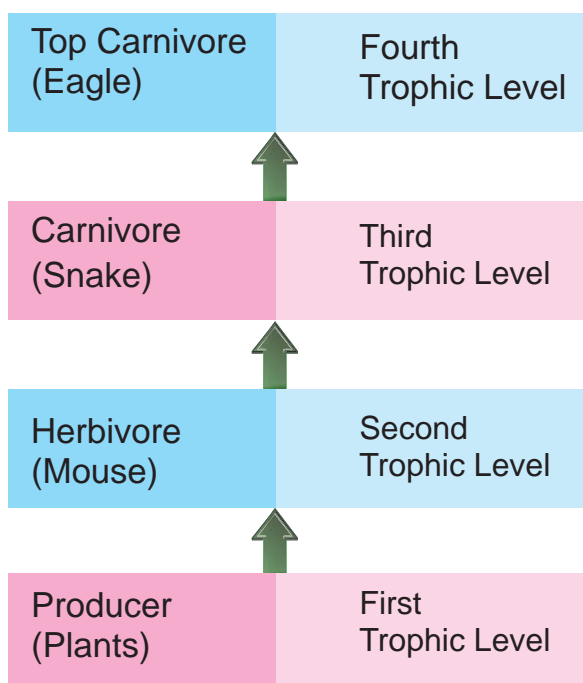 Top Carnivore
(Eagle)
Fourth
Trophic Level
Carnivore
(Snake)
Third
Trophic Level
Herbivore
(Mouse)
Second
Trophic Level
Producer
(Plants)
First
Trophic Level